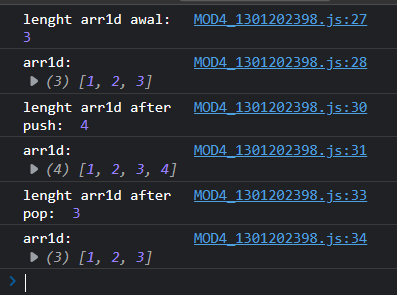 lenght arr1d awal: MOD4_1301202398.js:27
3
arr1d: MOD4_1301202398.js:28
▶ (3) [1, 2, 3]
lenght arr1d after MOD4_1301202398.js:30
push: 4
arr1d: MOD4_1301202398.js:31
▶ (4) [1, 2, 3, 4]
lenght arr1d after MOD4_1301202398.js:33
pop: 3
arr1d: MOD4_1301202398.js:34
▶ (3) [1, 2, 3]
>